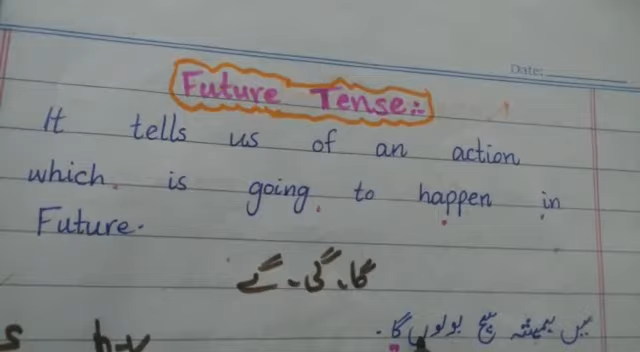 Date:
Future Tense:-
It tells us of an action
which is going to happen in
Future.
گا۔ گی۔ گے
میں ہمیشہ سچ بولوں گا۔